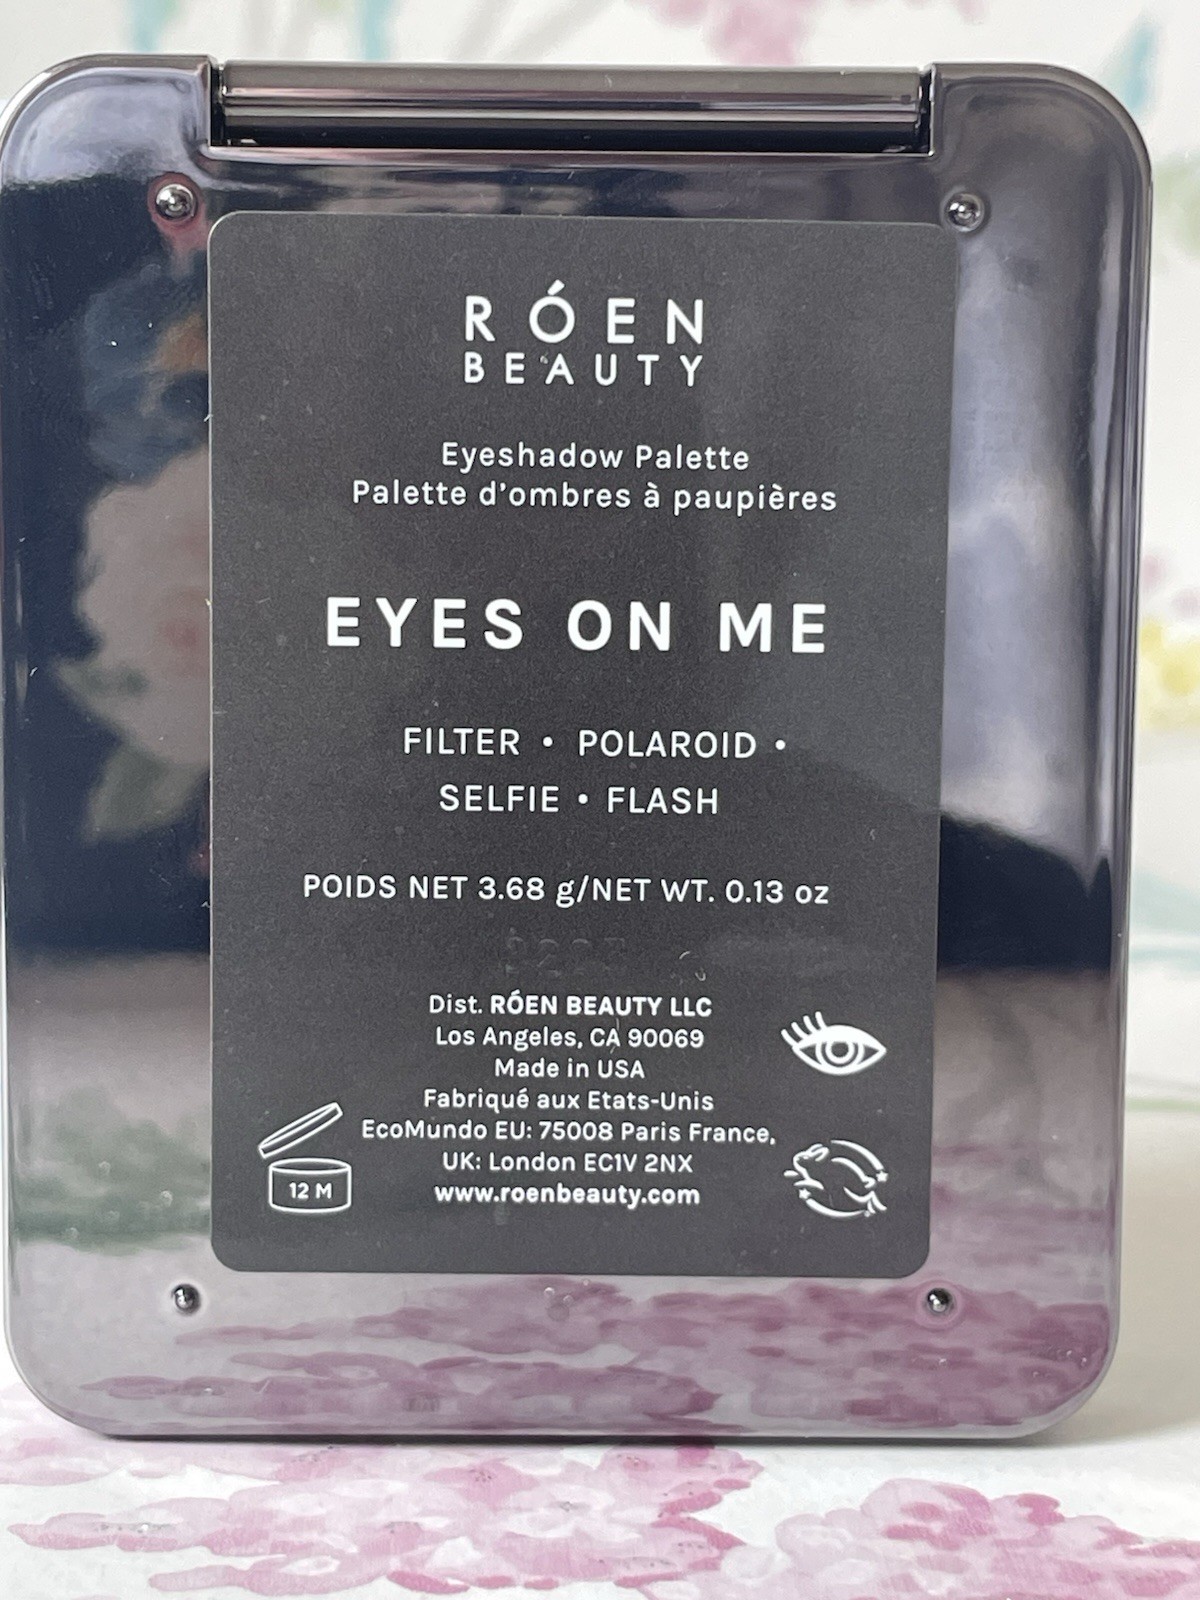 RÓEN
BEAUTY
Eyeshadow Palette
Palette d'ombres à paupières
EYES ON ME
FILTER • POLAROID •
SELFIE • FLASH
POIDS NET 3.68 g/NET WT. 0.13 oz
Dist. RÓEN BEAUTY LLC
Los Angeles, CA 90069
Made in USA
Fabriqué aux Etats-Unis
EcoMundo EU: 75008 Paris France,
UK: London EC1V 2NX
www.roenbeauty.com
12 M